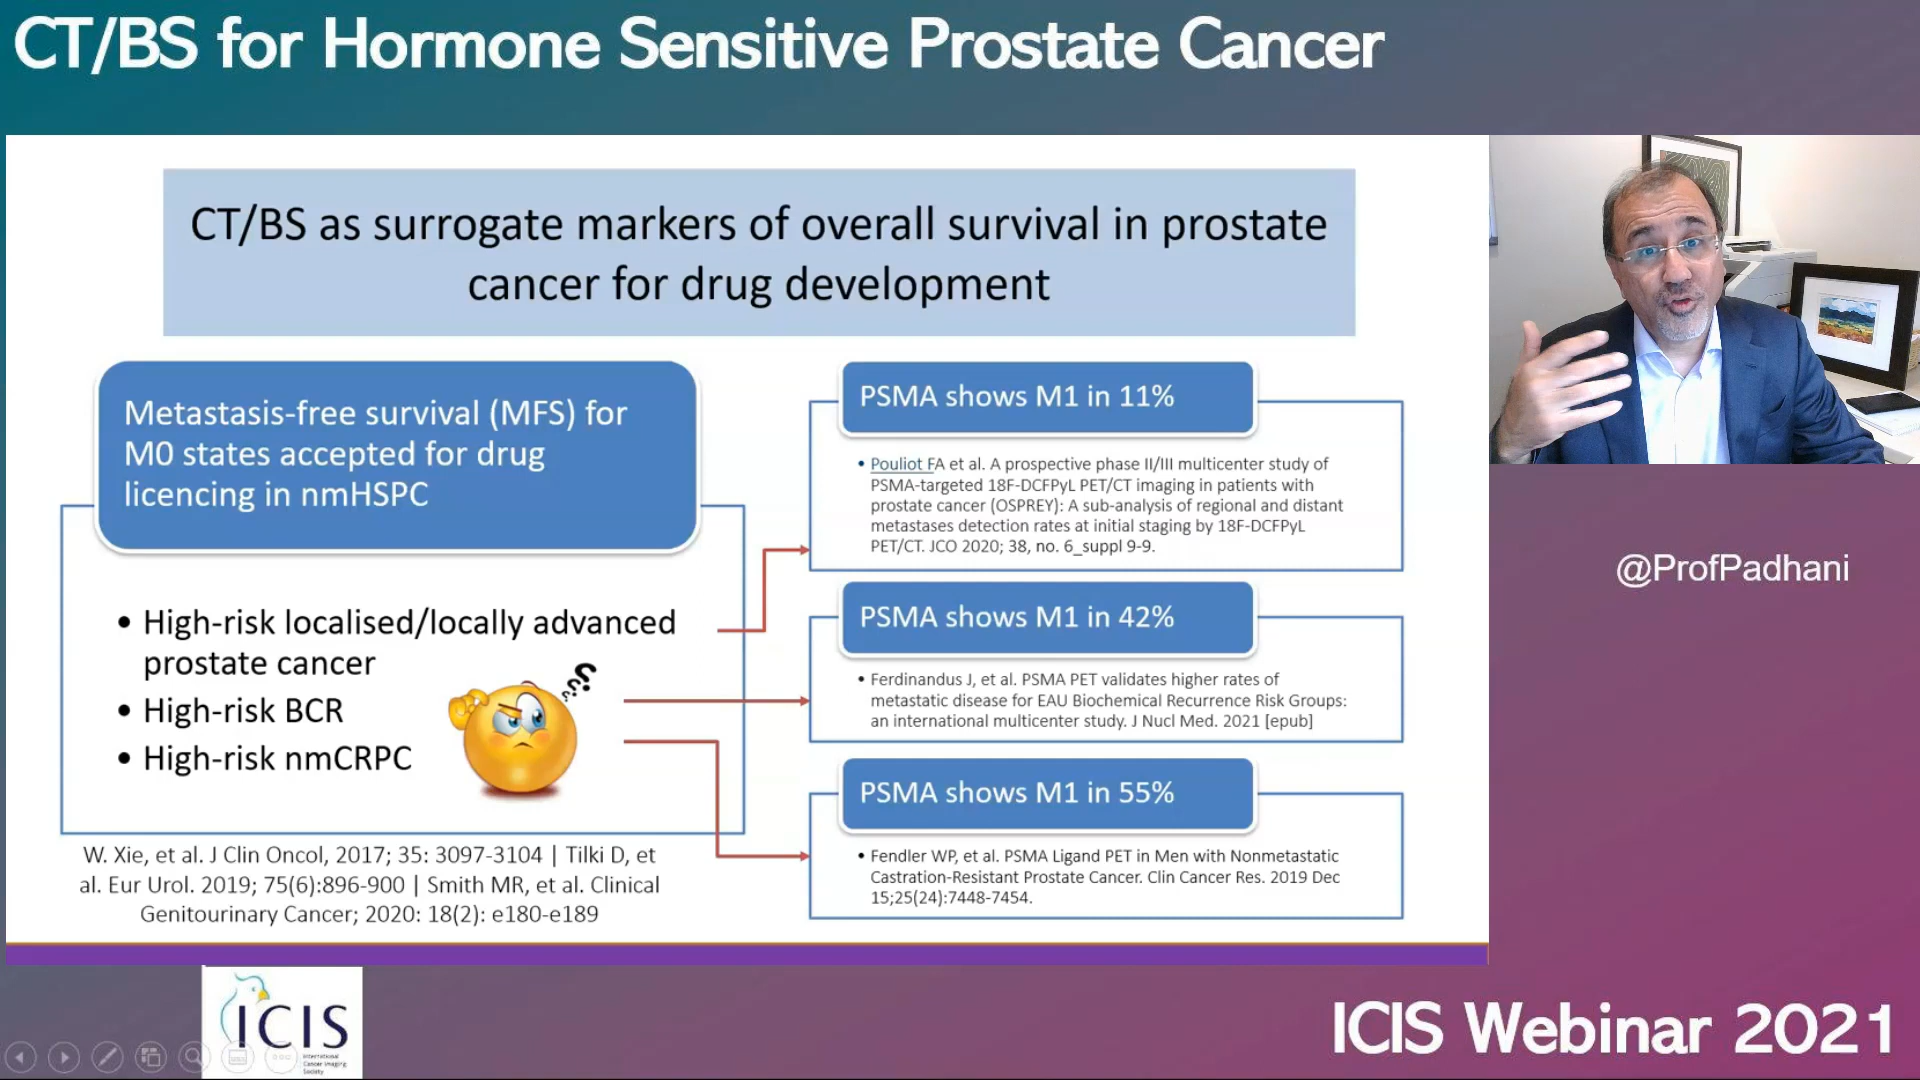 CT/BS for Hormone Sensitive Prostate Cancer
CT/BS as surrogate markers of overall survival in prostate
cancer for drug development
Metastasis-free survival (MFS) for
M0 states accepted for drug
licencing in nmHSPC
• High-risk localised/locally advanced
prostate cancer
• High-risk BCR
• High-risk nmCRPC
???
W. Xie, et al. J Clin Oncol, 2017; 35: 3097-3104 | Tilki D, et
al. Eur Urol. 2019; 75(6):896-900 | Smith MR, et al. Clinical
Genitourinary Cancer; 2020: 18(2): e180-e189
PSMA shows M1 in 11%
• Pouliot FA et al. A prospective phase II/III multicenter study of
PSMA-targeted 18F-DCFPyL PET/CT imaging in patients with
prostate cancer (OSPREY): A sub-analysis of regional and distant
metastases detection rates at initial staging by 18F-DCFPyL
PET/CT. JCO 2020; 38, no. 6_suppl 9-9.
PSMA shows M1 in 42%
• Ferdinandus J, et al. PSMA PET validates higher rates of
metastatic disease for EAU Biochemical Recurrence Risk Groups:
an international multicenter study. J Nucl Med. 2021 [epub]
PSMA shows M1 in 55%
• Fendler WP, et al. PSMA Ligand PET in Men with Nonmetastatic
Castration-Resistant Prostate Cancer. Clin Cancer Res. 2019 Dec
15;25(24):7448-7454.
@ProfPadhani
ICIS
International
Cancer Imaging
Society
ICIS Webinar 2021